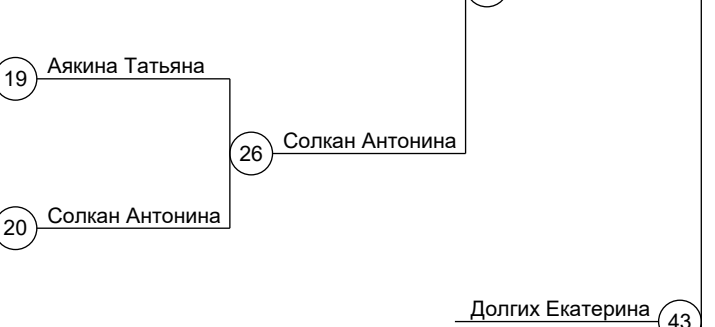 19 Аякина Татьяна
26 Солкан Антонина
20 Солкан Антонина
Долгих Екатерина 43